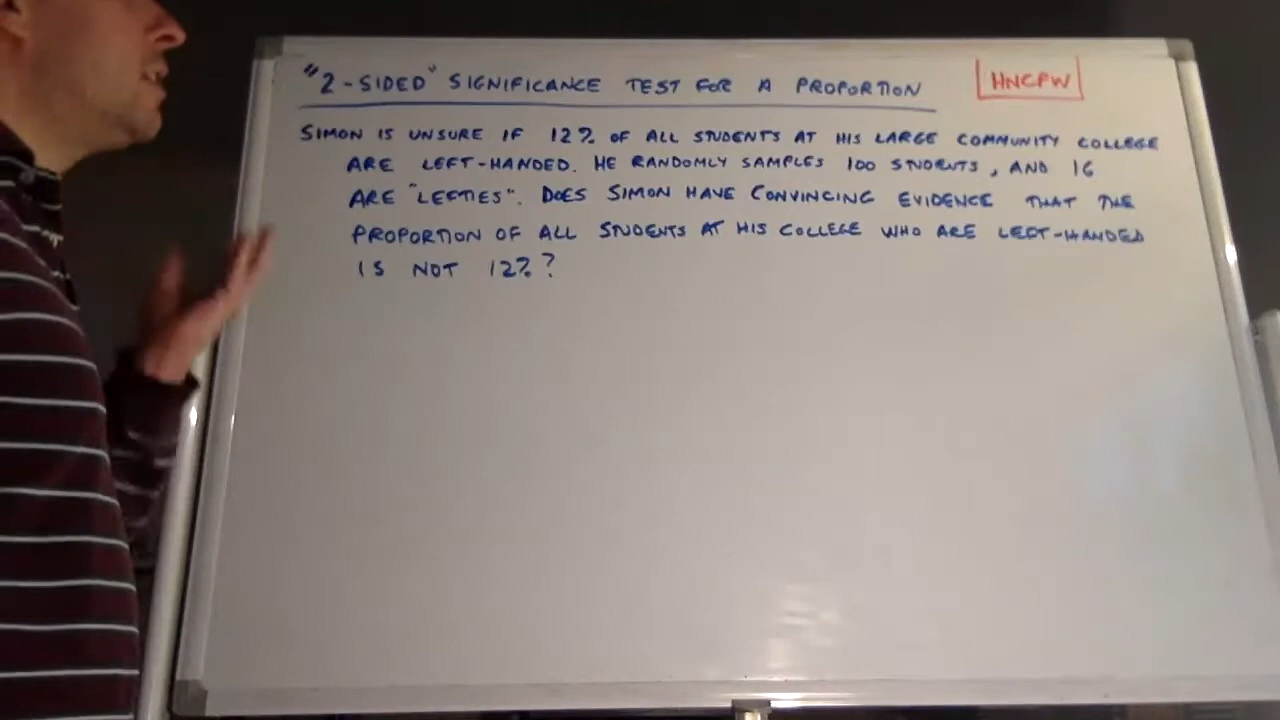 "2-SIDED" SIGNIFICANCE TEST FOR A PROPORTION
HNCPW
SIMON IS UNSURE IF 12% OF ALL STUDENTS AT HIS LARGE COMMUNITY COLLEGE
ARE LEFT-HANDED. HE RANDOMLY SAMPLES 100 STUDENTS, AND 16
ARE "LEFTIES". DOES SIMON HAVE CONVINCING EVIDENCE THAT THE
PROPORTION OF ALL STUDENTS AT HIS COLLEGE WHO ARE LEFT-HANDED
IS NOT 12%?